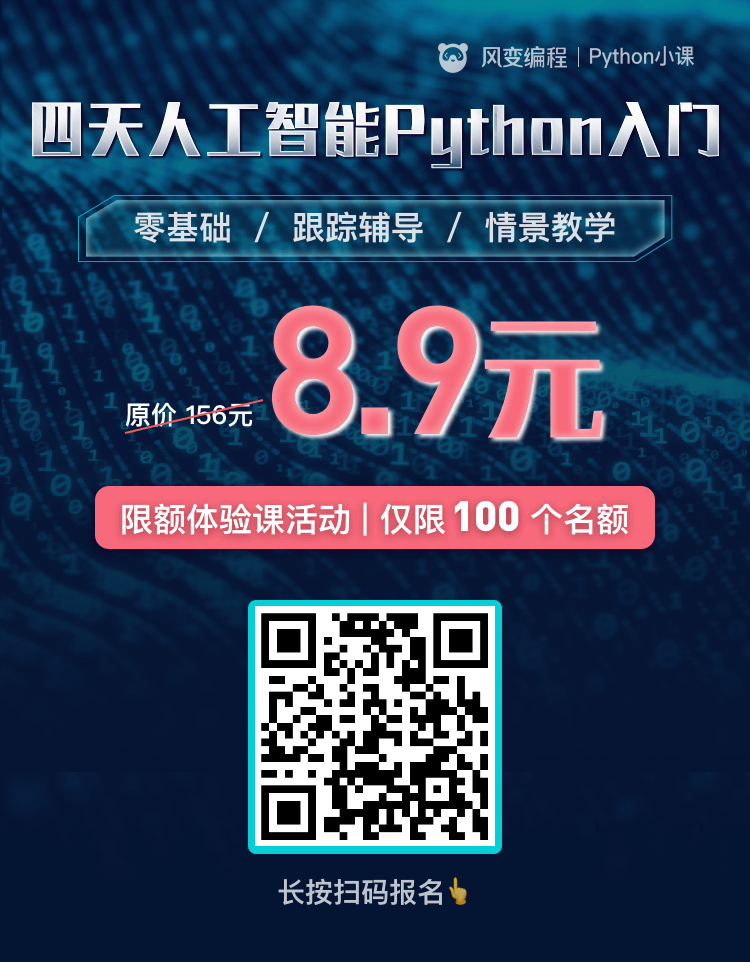 风变编程 | Python小课
四天人工智能Python入门
零基础 / 跟踪辅导 / 情景教学
原价 156元 8.9元
限额体验课活动 | 仅限 100 个名额
长按扫码报名👆